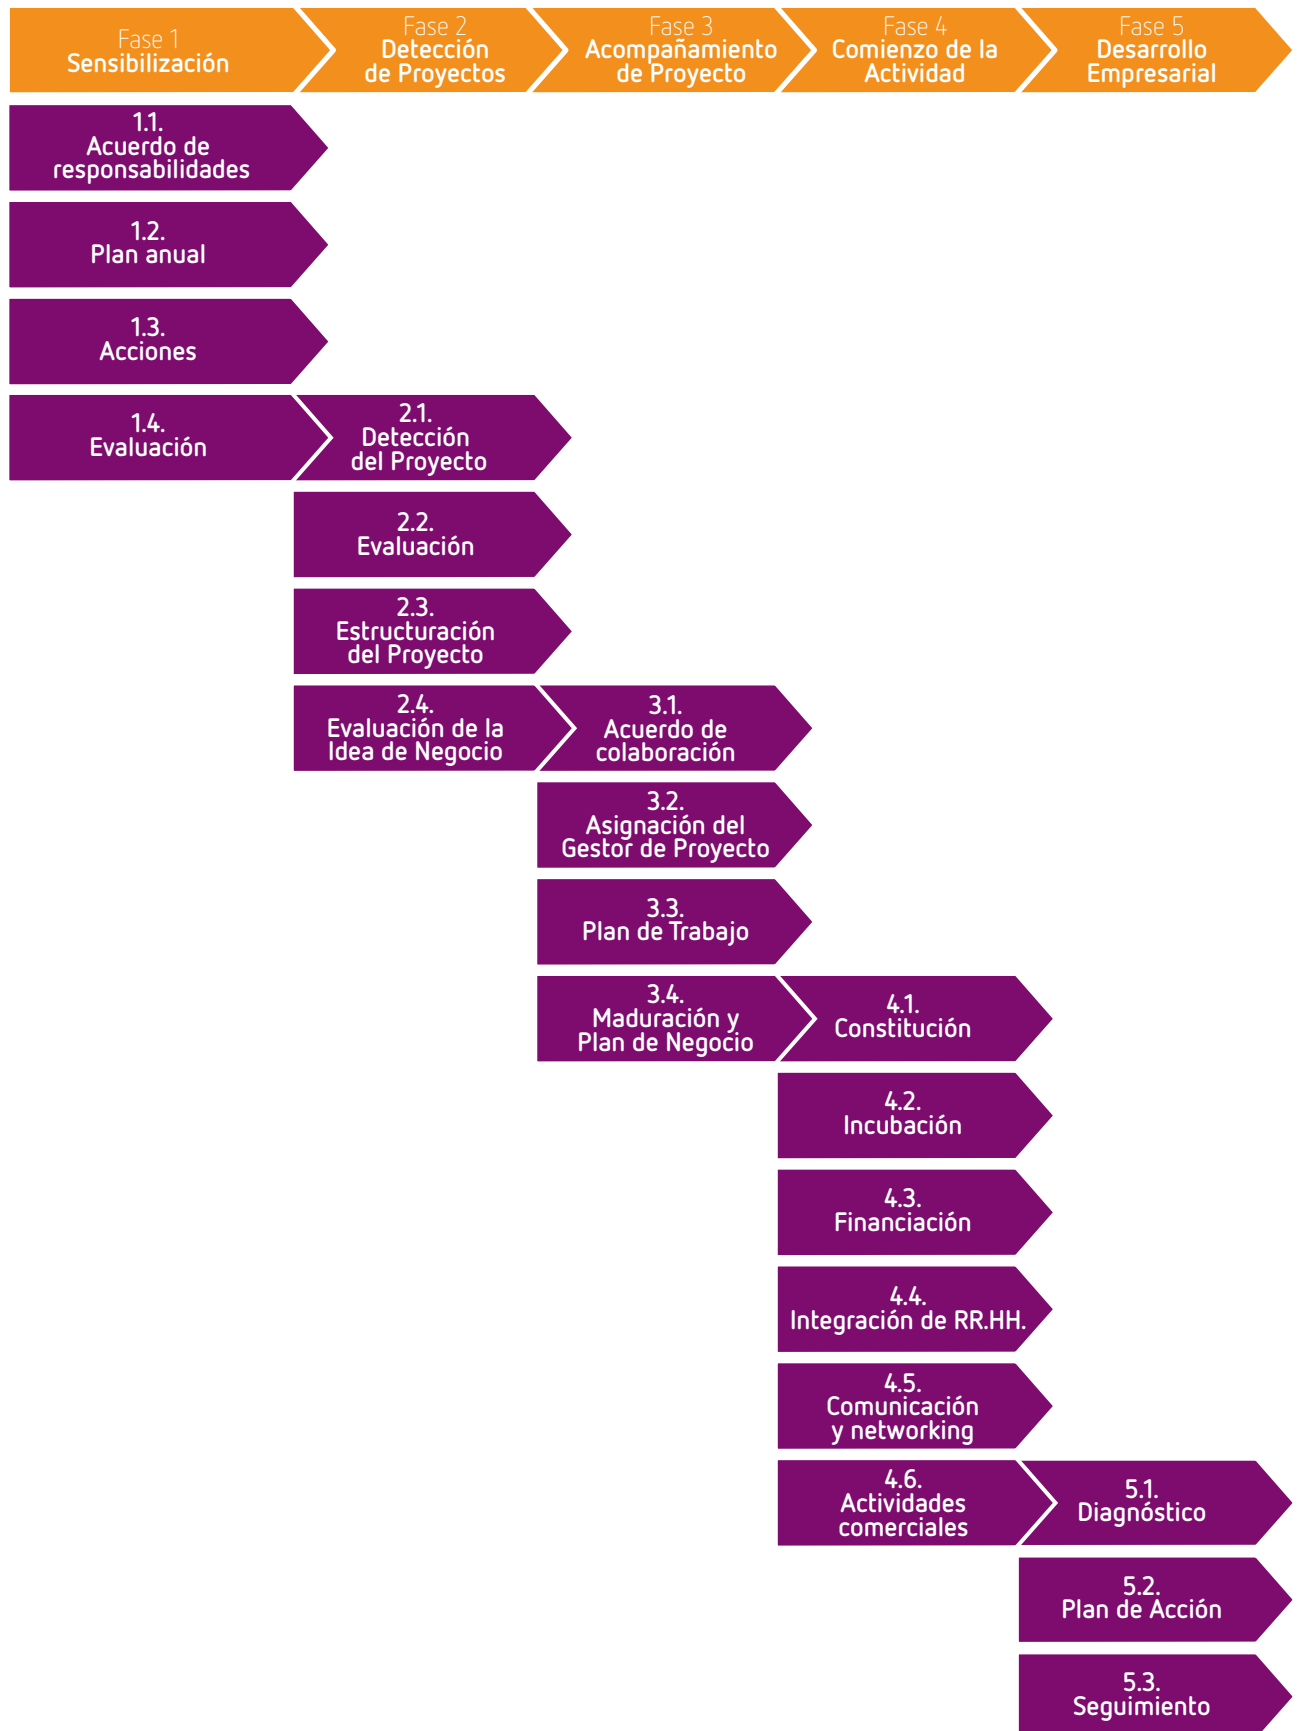 Fase 1
Sensibilización
Fase 2
Detección
de Proyectos
Fase 3
Acompañamiento
de Proyecto
Fase 4
Comienzo de la
Actividad
Fase 5
Desarrollo
Empresarial
1.1.
Acuerdo de
responsabilidades
1.2.
Plan anual
1.3.
Acciones
1.4.
Evaluación
2.1.
Detección
del Proyecto
2.2.
Evaluación
2.3.
Estructuración
del Proyecto
2.4.
Evaluación de la
Idea de Negocio
3.1.
Acuerdo de
colaboración
3.2.
Asignación del
Gestor de Proyecto
3.3.
Plan de Trabajo
3.4.
Maduración y
Plan de Negocio
4.1.
Constitución
4.2.
Incubación
4.3.
Financiación
4.4.
Integración de RR.HH.
4.5.
Comunicación
y networking
4.6.
Actividades
comerciales
5.1.
Diagnóstico
5.2.
Plan de Acción
5.3.
Seguimiento